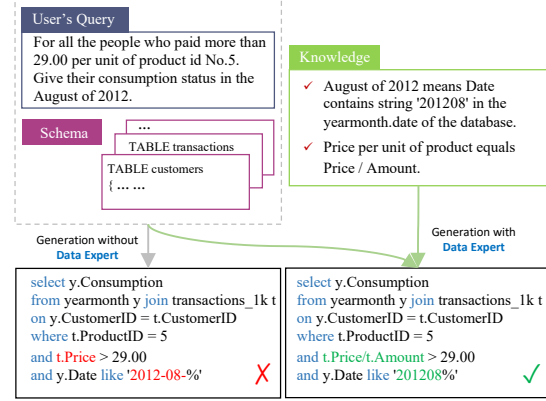 User's Query
For all the people who paid more than
29.00 per unit of product id No.5.
Give their consumption status in the
August of 2012.
Schema
...
TABLE transactions
TABLE customers
{ ... ...
Knowledge
✓ August of 2012 means Date
contains string '201208' in the
yearmonth.date of the database.
✓ Price per unit of product equals
Price / Amount.
Generation without
Data Expert
Generation with
Data Expert
select y.Consumption
from yearmonth y join transactions_1k t
on y.CustomerID = t.CustomerID
where t.ProductID = 5
and t.Price > 29.00
and y.Date like '2012-08-%' ✗
select y.Consumption
from yearmonth y join transactions_1k t
on y.CustomerID = t.CustomerID
where t.ProductID = 5
and t.Price/t.Amount > 29.00
and y.Date like '201208%' ✓